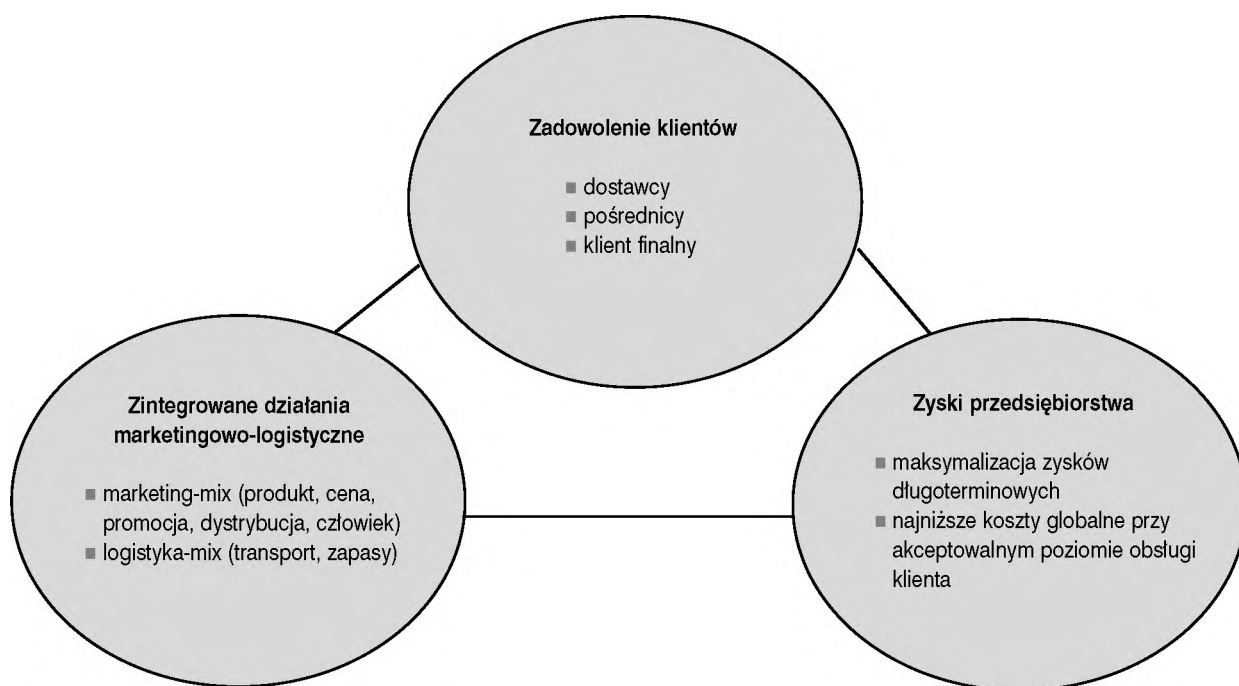 Zadowolenie klientów
■ dostawcy
■ pośrednicy
■ klient finalny
Zintegrowane działania
marketingowo-logistyczne
■ marketing-mix (produkt, cena,
promocja, dystrybucja, człowiek)
■ logistyka-mix (transport, zapasy)
Zyski przedsiębiorstwa
■ maksymalizacja zysków
długoterminowych
■ najniższe koszty globalne przy
akceptowalnym poziomie obsługi
klienta